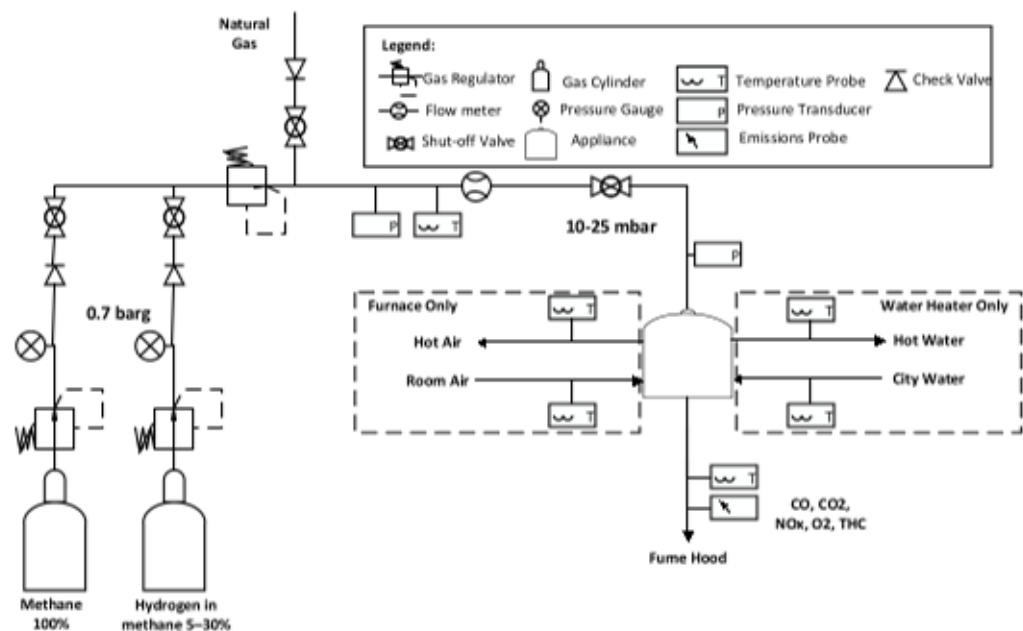 Natural
Gas
Legend:
Gas Regulator
Gas Cylinder
T
Temperature Probe
Check Valve
Flow meter
Pressure Gauge
P
Pressure Transducer
Shut-off Valve
Appliance
Emissions Probe
P
T
10-25 mbar
P
0.7 barg
Furnace Only
T
T
Water Heater Only
Hot Air
Hot Water
Room Air
City Water
T
T
T
CO, CO2,
NOx, O2, THC
Fume Hood
Methane
100%
Hydrogen in
methane 5–30%